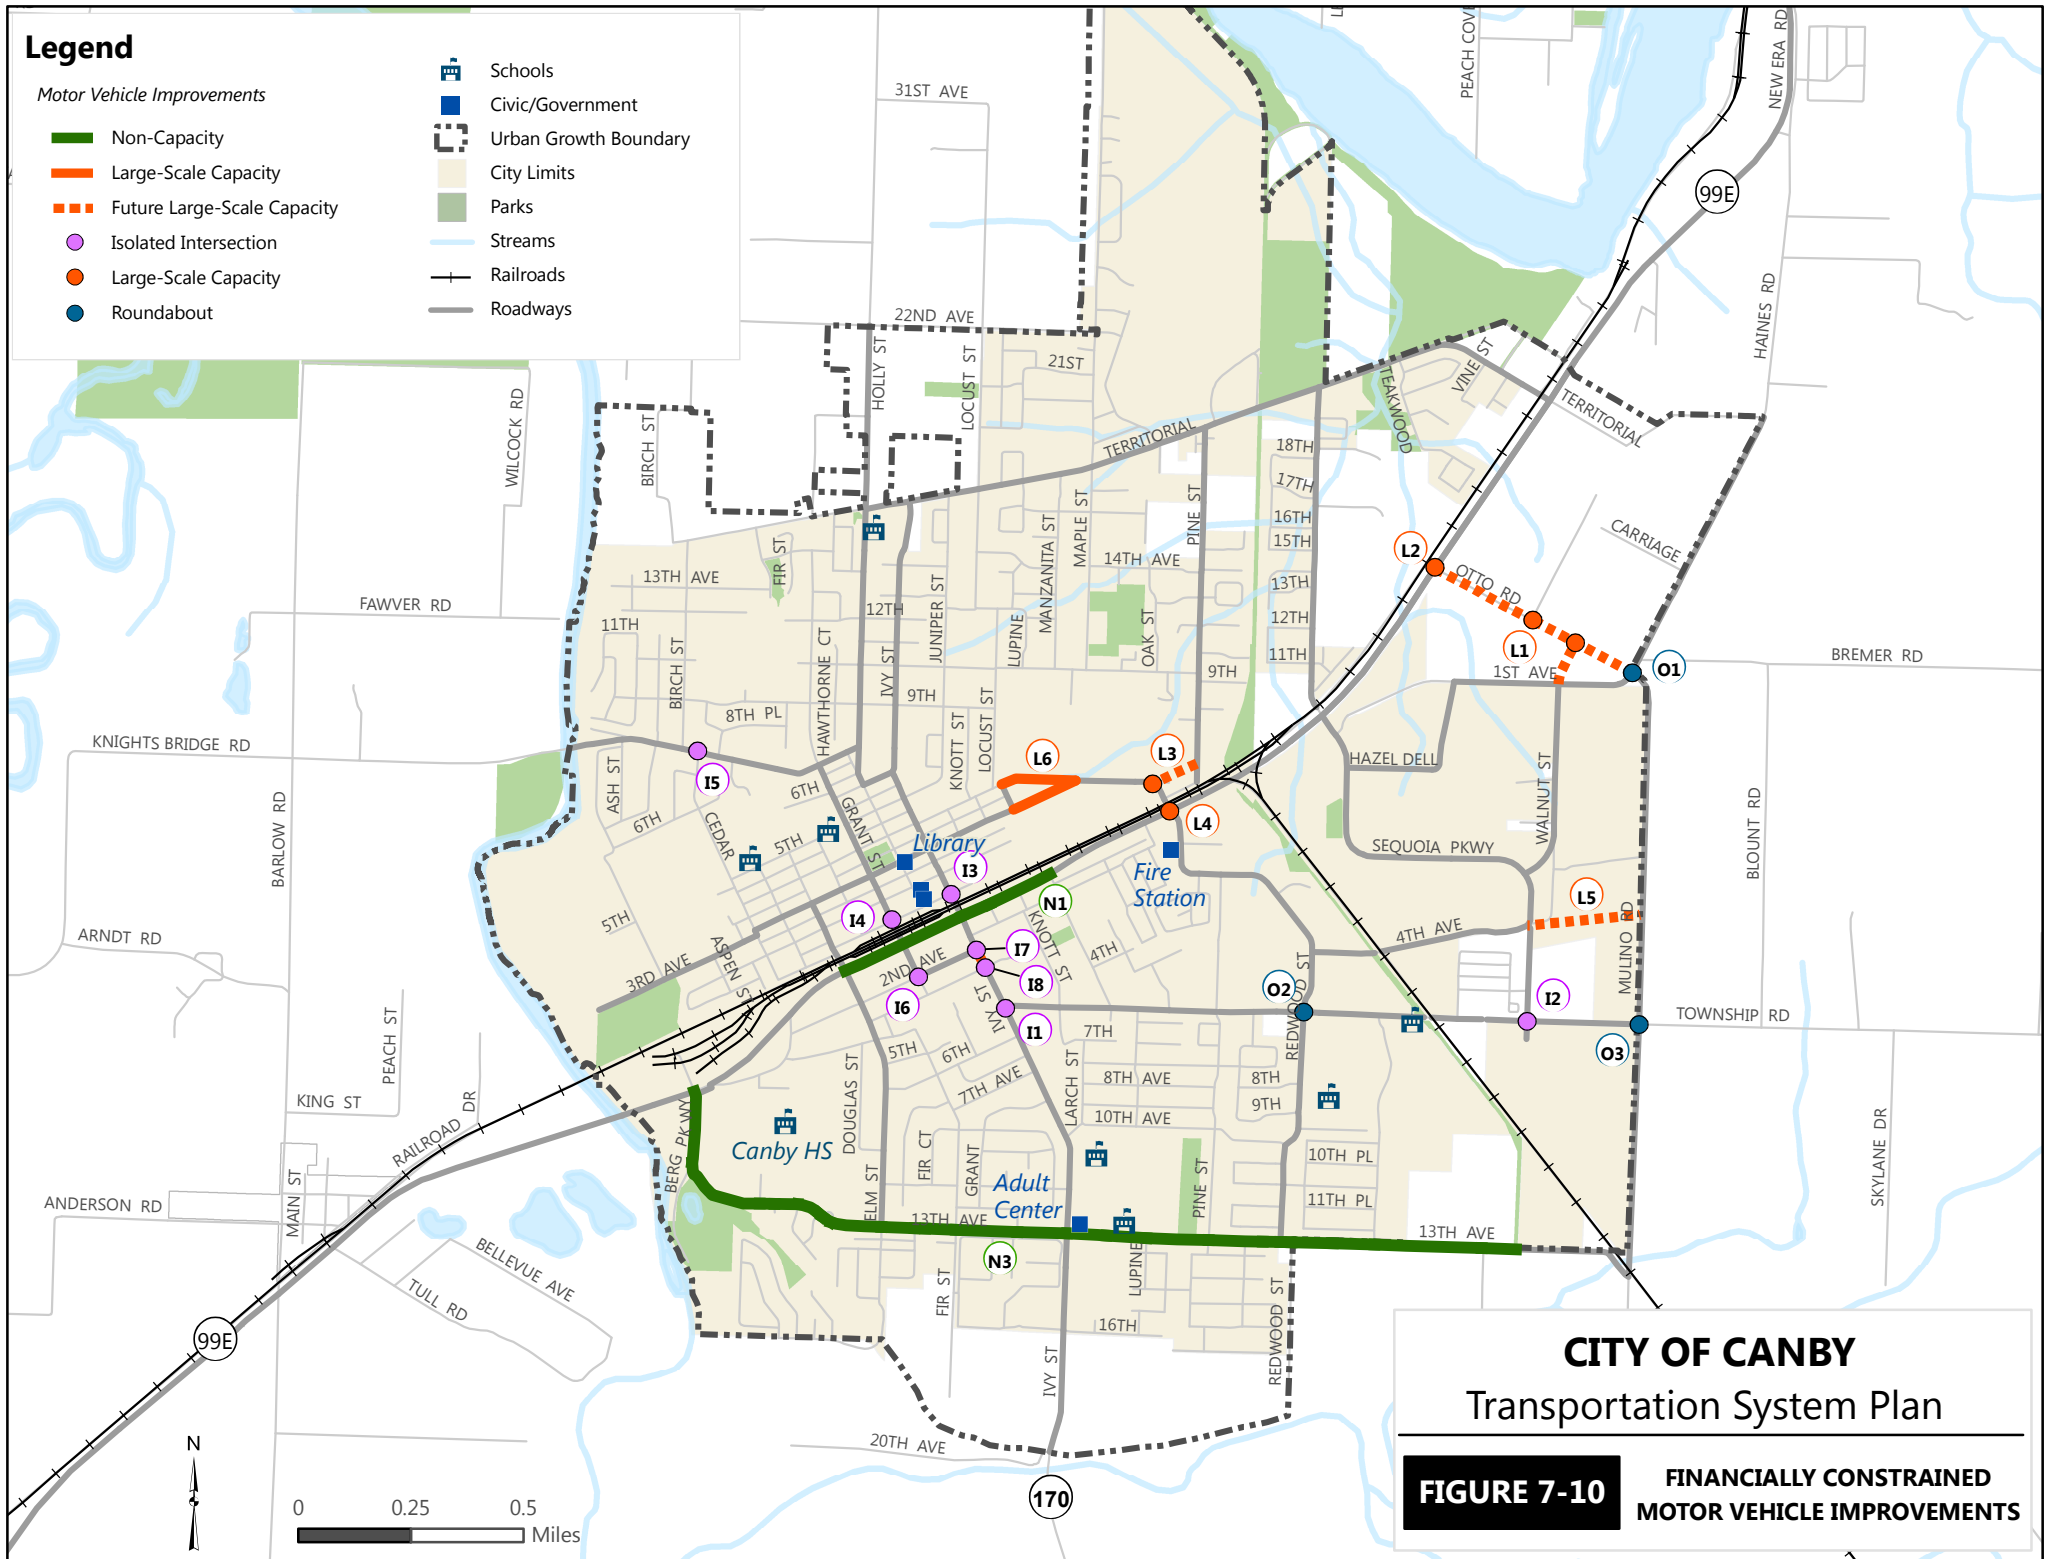 Legend
Motor Vehicle Improvements
Non-Capacity
Large-Scale Capacity
Future Large-Scale Capacity
Isolated Intersection
Large-Scale Capacity
Roundabout
Schools
Civic/Government
Urban Growth Boundary
City Limits
Parks
Streams
Railroads
Roadways
31ST AVE
PEACH COV
NEW ERA RD
99E
22ND AVE
HOLLY ST
LOCUST ST
21ST
HAINES RD
VINE ST
TEAKWOOD
TERRITORIAL
TERRITORIAL
WILCOCK RD
BIRCH ST
18TH
17TH
16TH
15TH
13TH
12TH
11TH
PINE ST
MAPLE ST
MANZANITA ST
14TH AVE
CARRIAGE
L2
OTTO RD
FIR ST
13TH AVE
FAWVER RD
11TH
12TH
JUNIPER ST
LUPINE
OAK ST
L1
1ST AVE
O1
BREMER RD
BIRCH ST
HAWTHORNE CT
IVY ST
9TH
9TH
8TH PL
KNOTT ST
LOCUST ST
KNIGHTS BRIDGE RD
I5
L6
L3
HAZEL DELL
ASH ST
6TH
6TH
GRANT ST
CEDAR
5TH
L4
WALNUT ST
BLOUNT RD
BARLOW RD
Library
I3
SEQUOIA PKWY
Fire
Station
L5
5TH
I4
N1
KNOTT ST
4TH AVE
MULINO RD
ARNDT RD
ASPEN ST
3RD AVE
2ND AVE
I7
4TH
I6
I8
IVY ST
O2
REDWOOD ST
I2
TOWNSHIP RD
PEACH ST
I1
7TH
O3
5TH
6TH
7TH AVE
DOUGLAS ST
LARCH ST
8TH AVE
8TH
9TH
10TH AVE
KING ST
RAILROAD DR
BERG PKWY
Canby HS
FIR CT
GRANT
10TH PL
11TH PL
PINE ST
SKYLANE DR
ANDERSON RD
MAIN ST
ELM ST
Adult
Center
13TH AVE
13TH AVE
N3
LUPINE
BELLEVUE AVE
TULL RD
FIR ST
REDWOOD ST
16TH
IVY ST
99E
20TH AVE
170
N
0 0.25 0.5
Miles
CITY OF CANBY
Transportation System Plan
FIGURE 7-10
FINANCIALLY CONSTRAINED
MOTOR VEHICLE IMPROVEMENTS